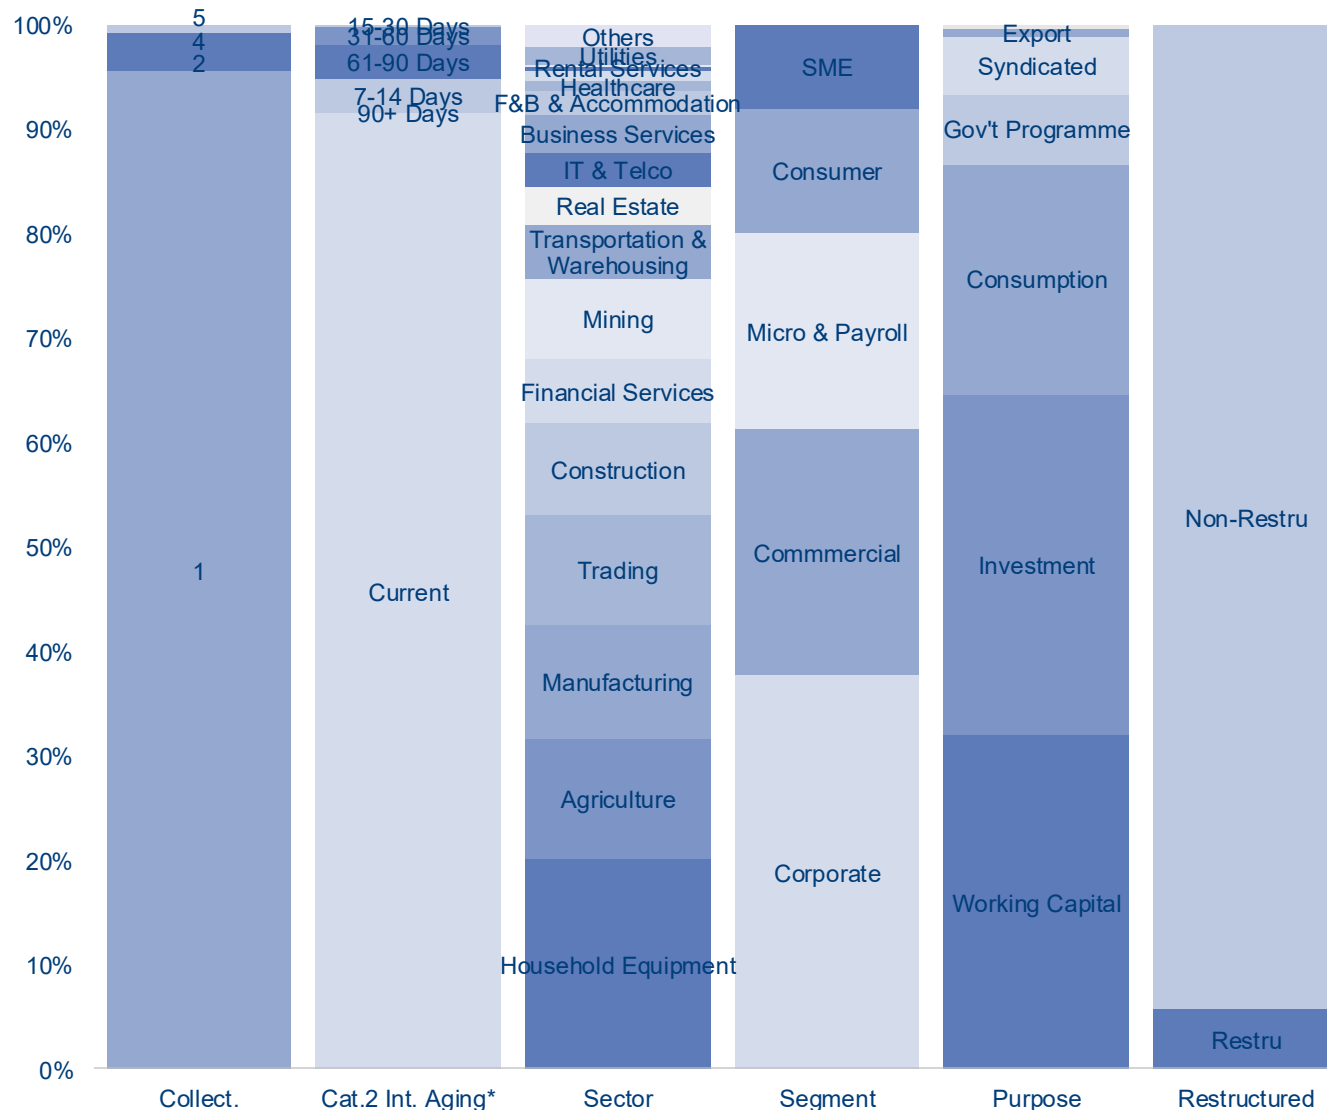 100%
90%
80%
70%
60%
50%
40%
30%
20%
10%
0%
5
4
2
1
15-30 Days
31-60 Days
61-90 Days
7-14 Days
90+ Days
Current
Others
Utilities
Rental Services
Healthcare
F&B & Accommodation
Business Services
IT & Telco
Real Estate
Transportation &
Warehousing
Mining
Financial Services
Construction
Trading
Manufacturing
Agriculture
Household Equipment
SME
Consumer
Micro & Payroll
Commmercial
Corporate
Export
Syndicated
Gov't Programme
Consumption
Investment
Working Capital
Non-Restru
Restru
Collect.
Cat.2 Int. Aging*
Sector
Segment
Purpose
Restructured